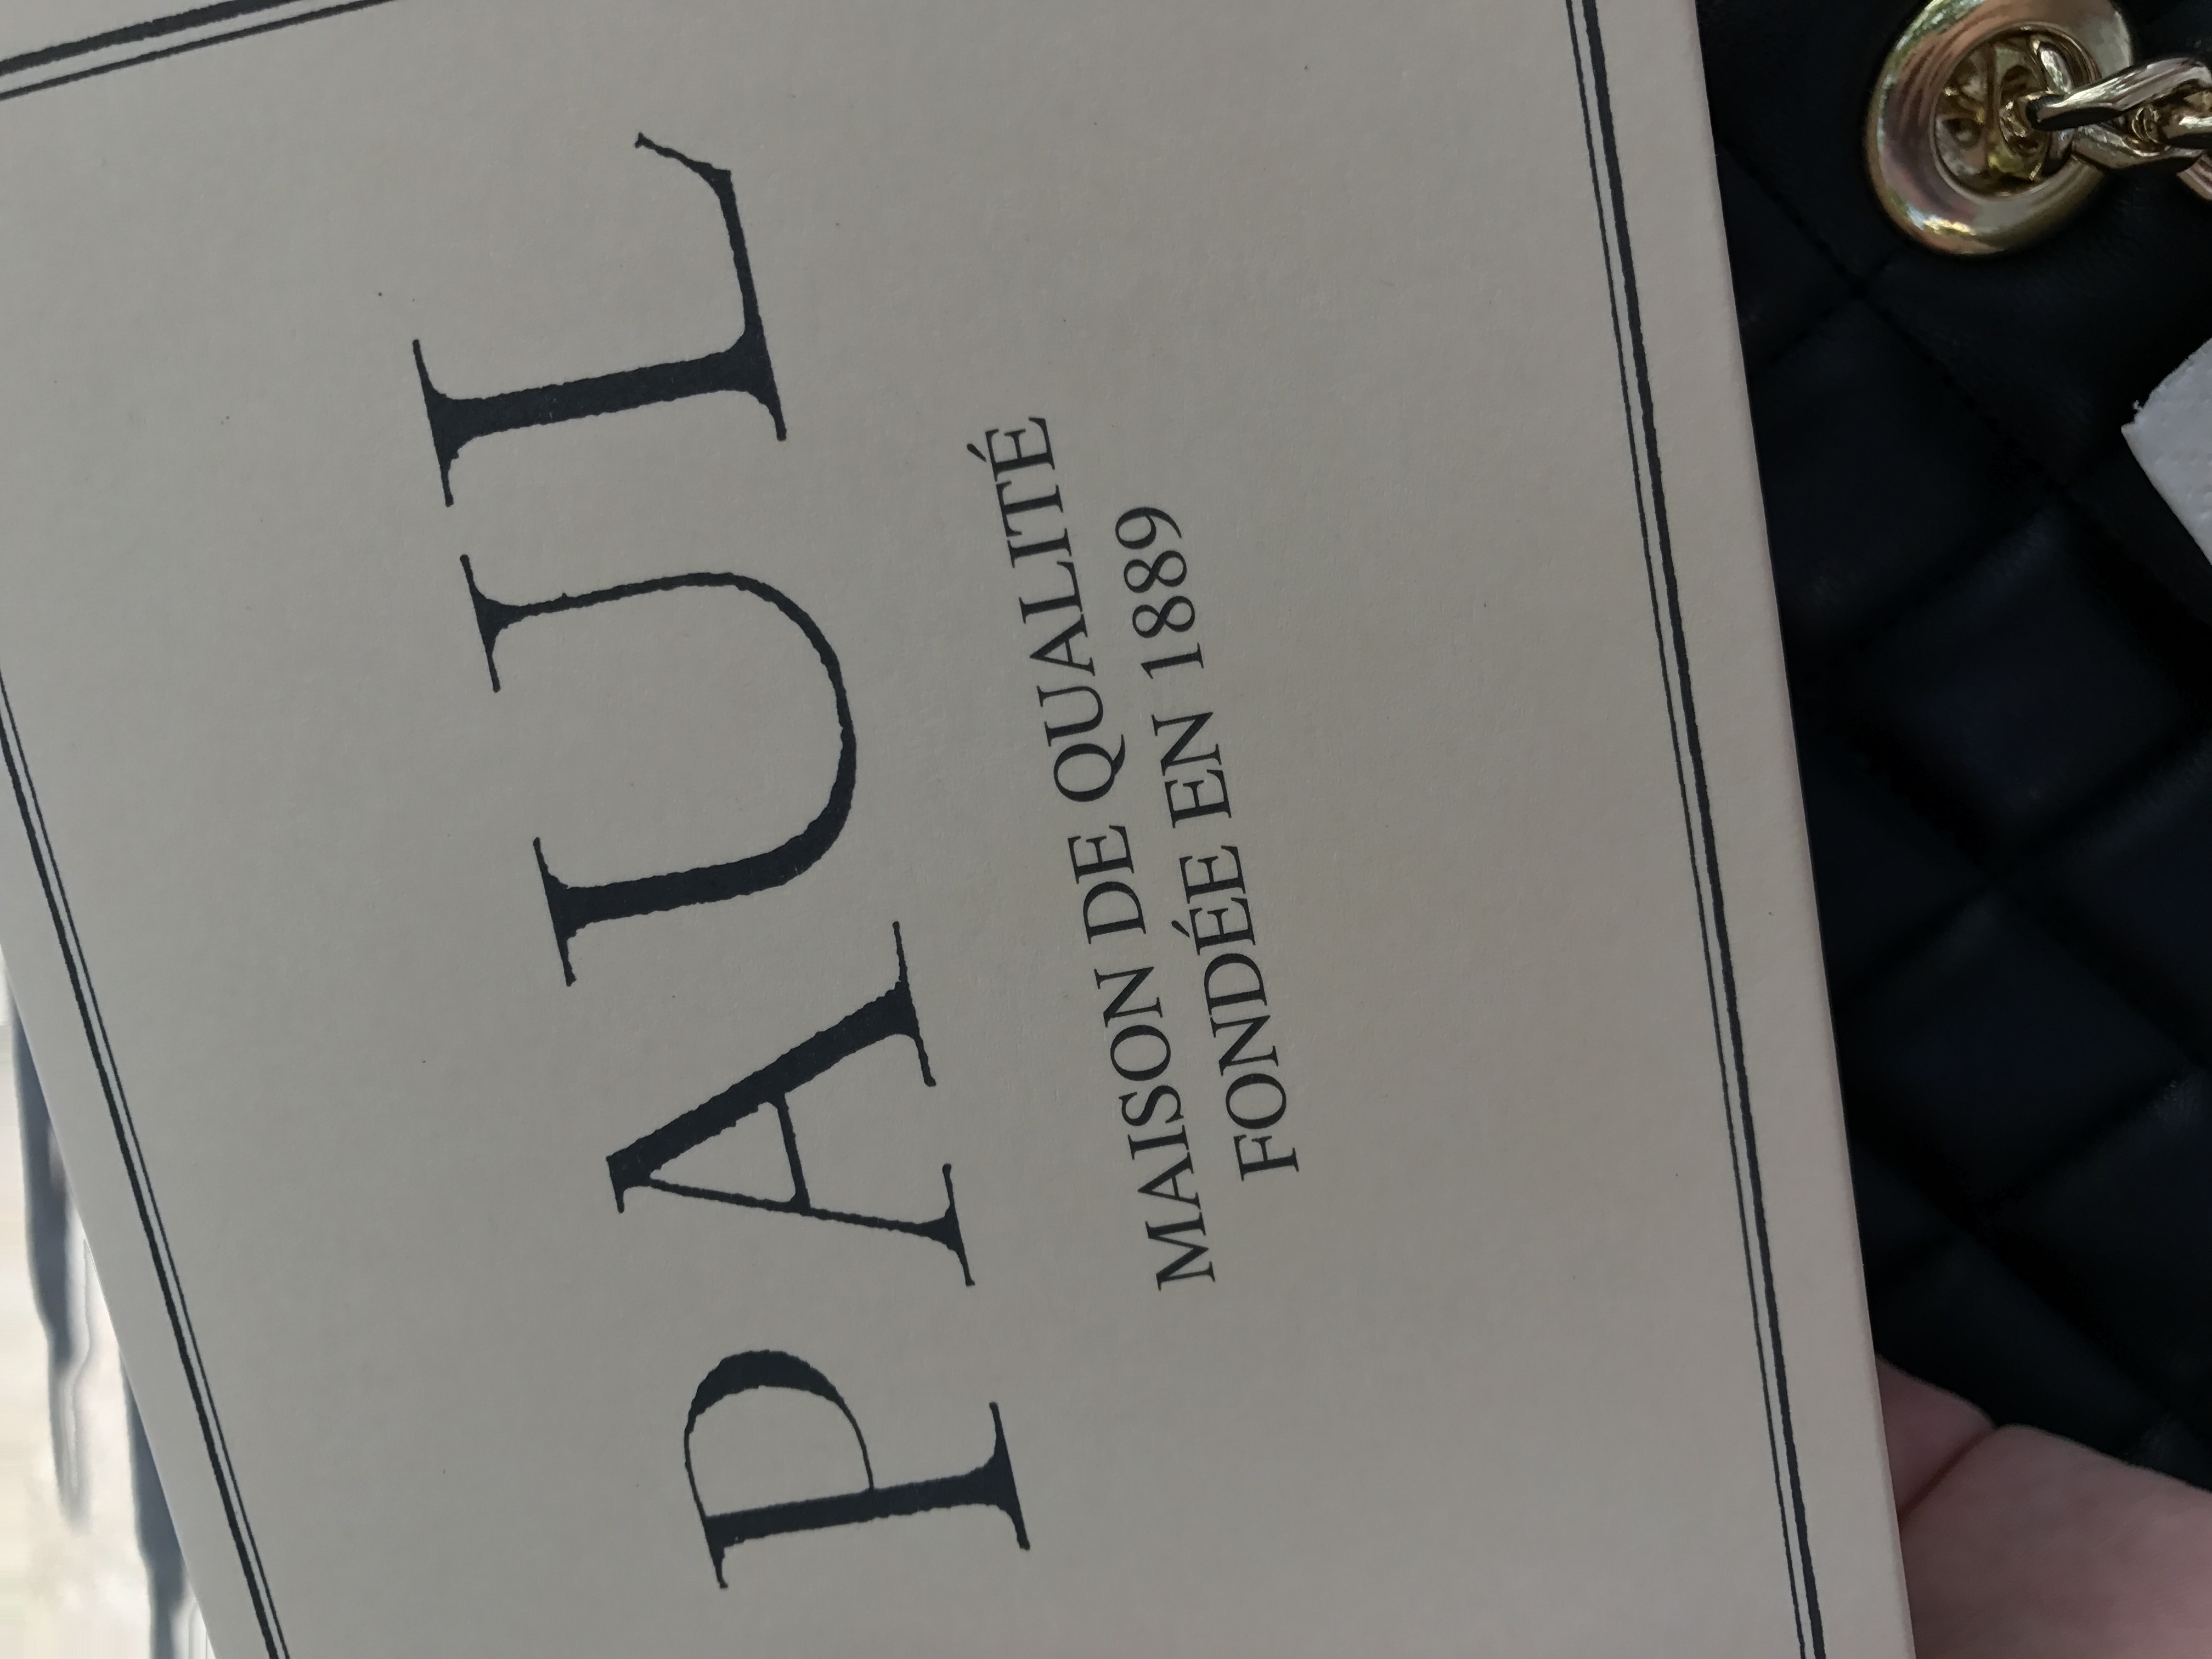 PAUL
MAISON DE QUALITÉ
FONDÉE EN 1889